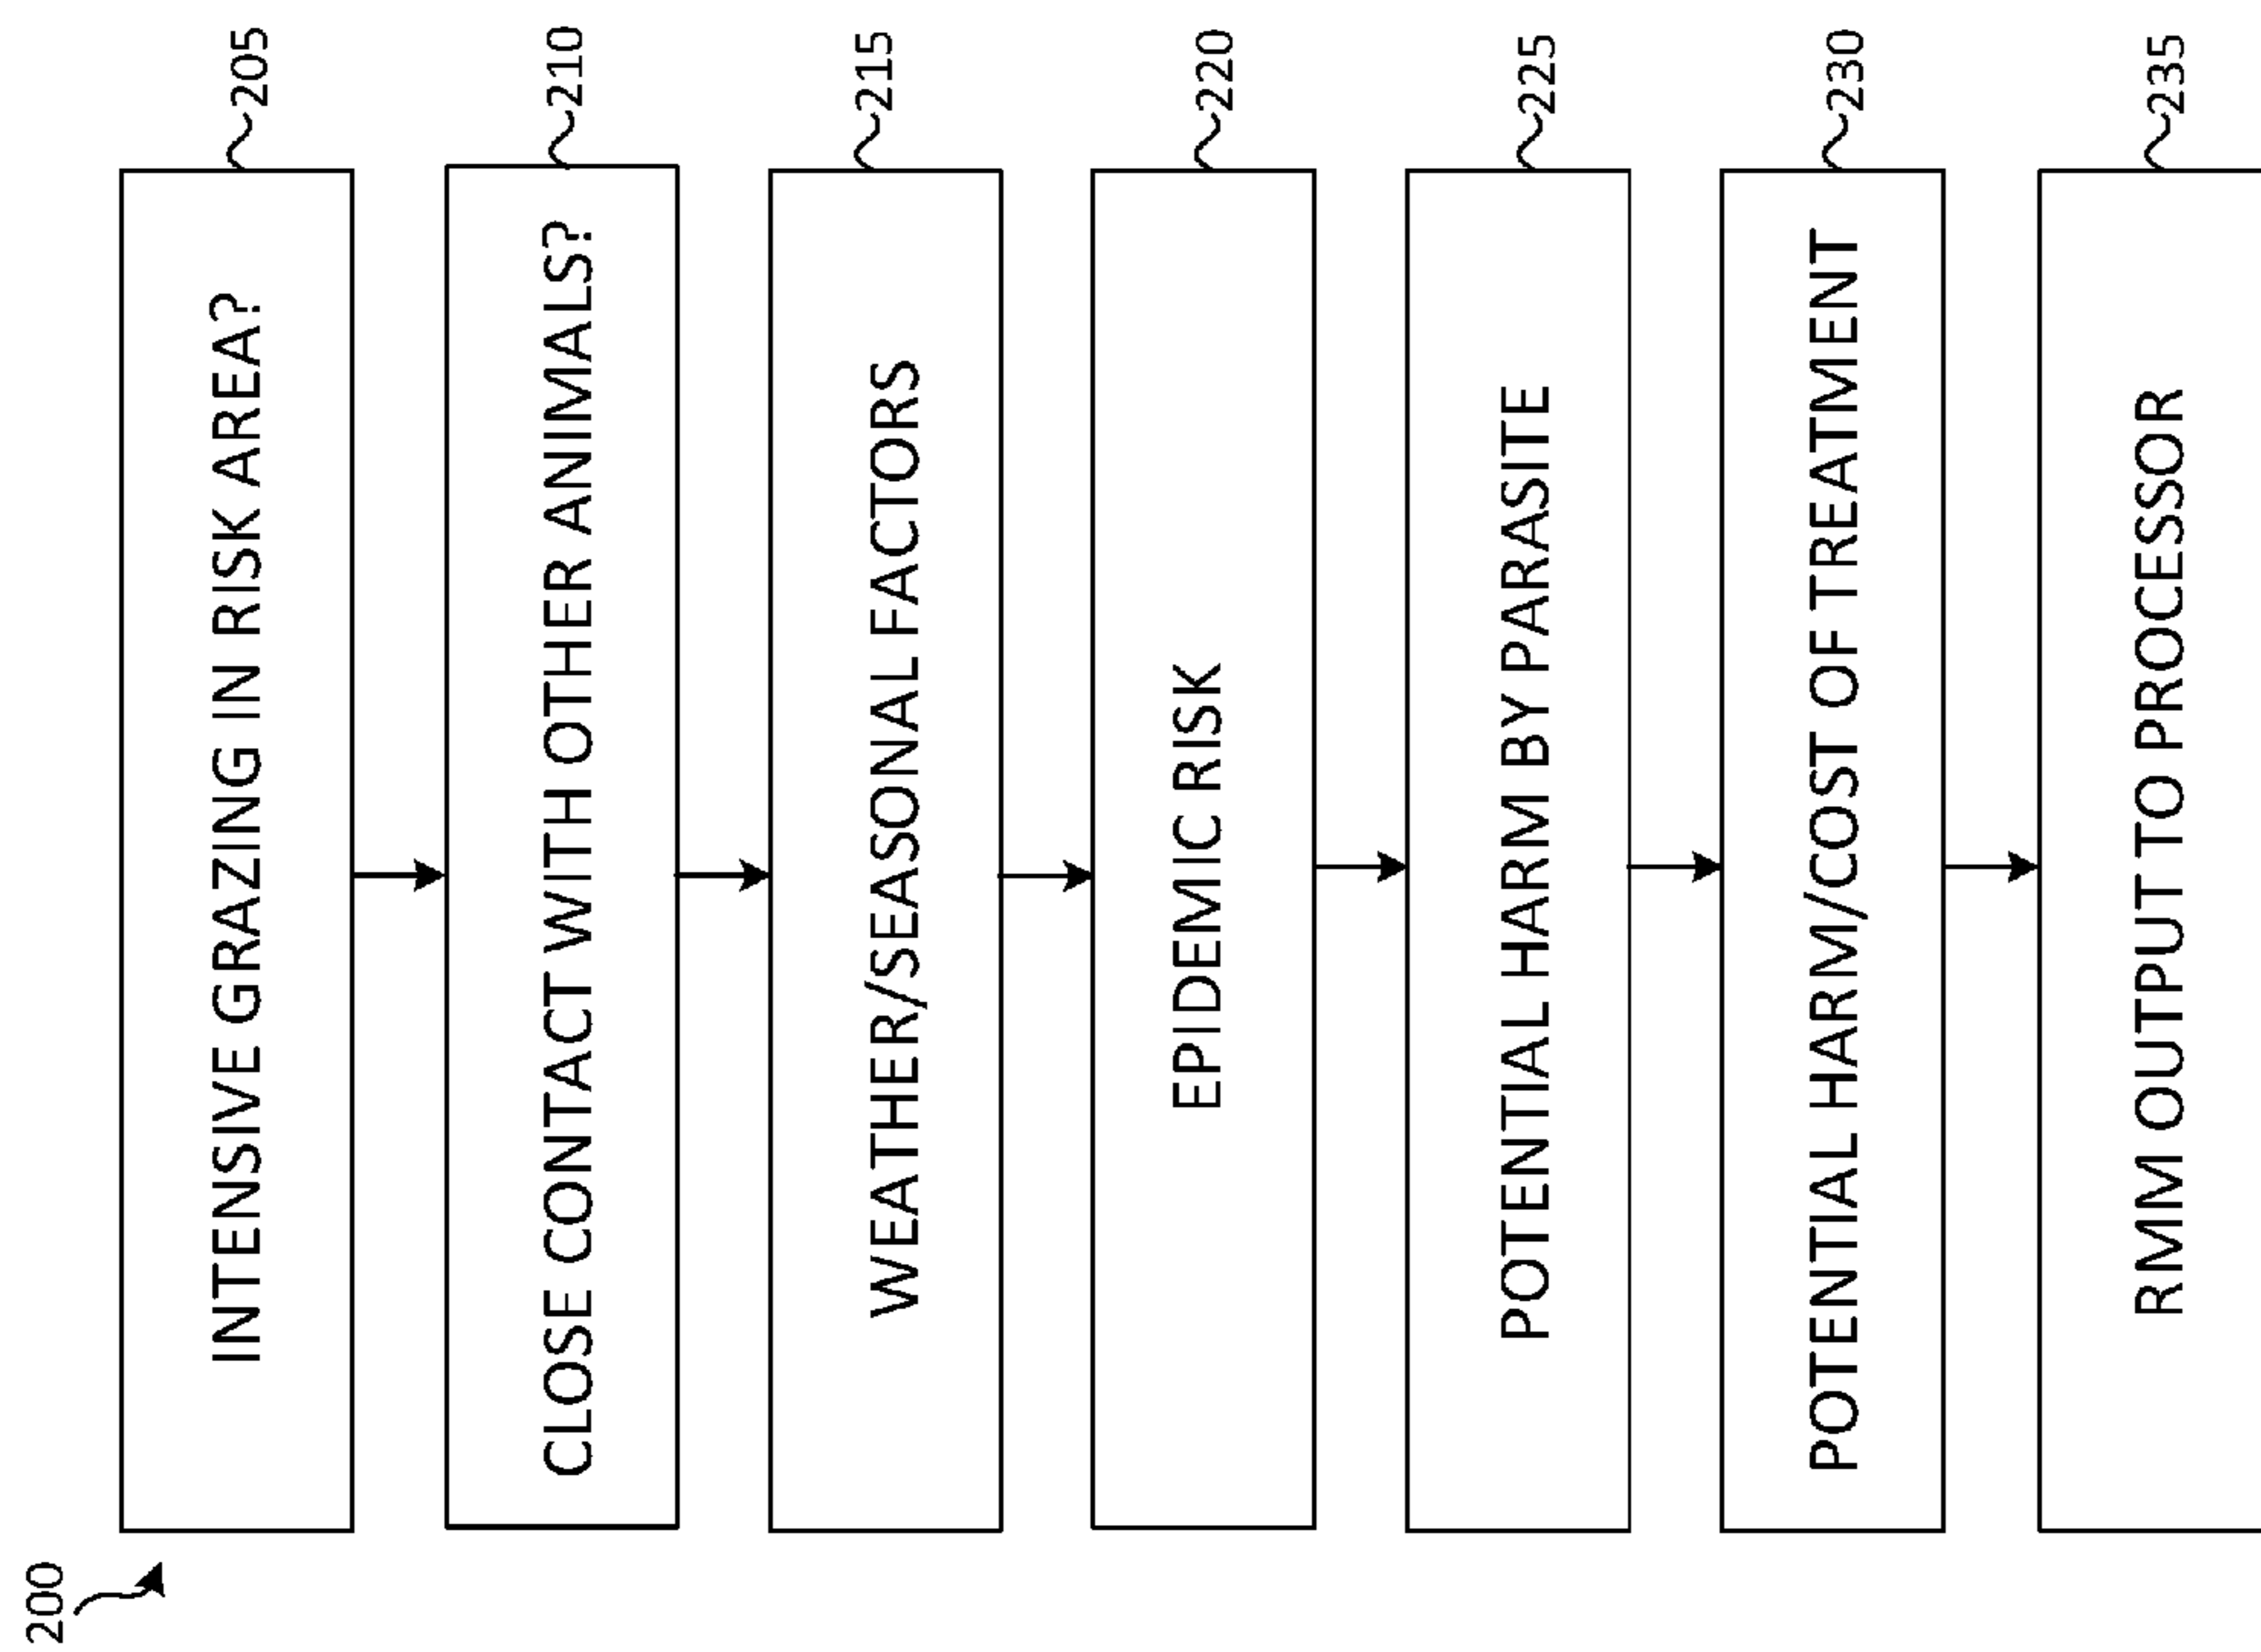 200
INTENSIVE GRAZING IN RISK AREA?
205
CLOSE CONTACT WITH OTHER ANIMALS?
210
WEATHER/SEASONAL FACTORS
215
EPIDEMIC RISK
220
POTENTIAL HARM BY PARASITE
225
POTENTIAL HARM/COST OF TREATMENT
230
RMM OUTPUT TO PROCESSOR
235